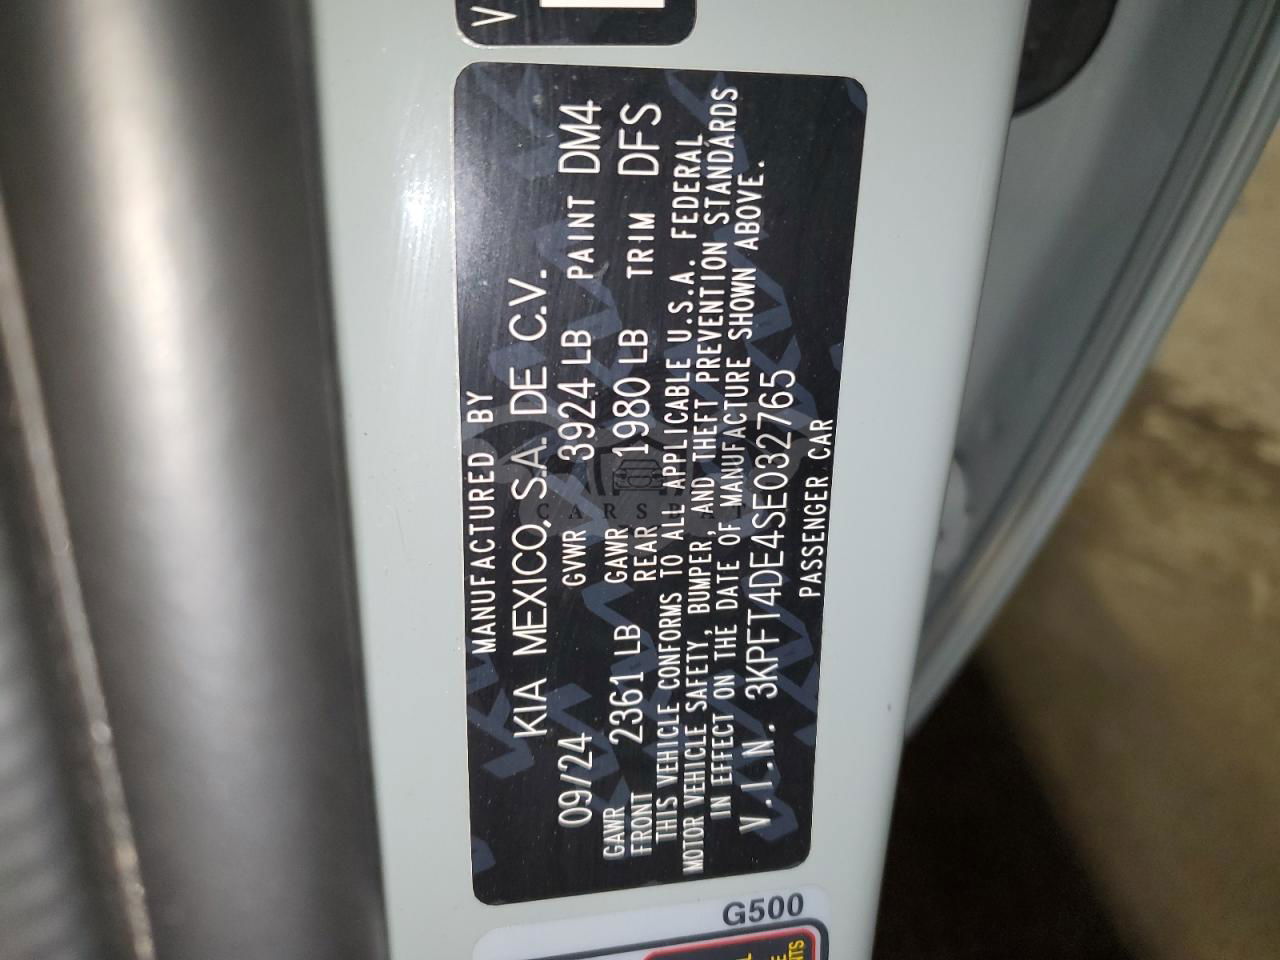 V
MANUFACTURED BY
KIA MEXICO, S.A. DE C.V.
09/24 GVWR 3924 LB PAINT DM4
GAWR FRONT 2361 LB GAWR REAR 1980 LB TRIM DFS
THIS VEHICLE CONFORMS TO ALL APPLICABLE U.S.A. FEDERAL
MOTOR VEHICLE SAFETY, BUMPER, AND THEFT PREVENTION STANDARDS
IN EFFECT ON THE DATE OF MANUFACTURE SHOWN ABOVE.
V.I.N. 3KPFT4DE4SE032765
PASSENGER CAR
G500